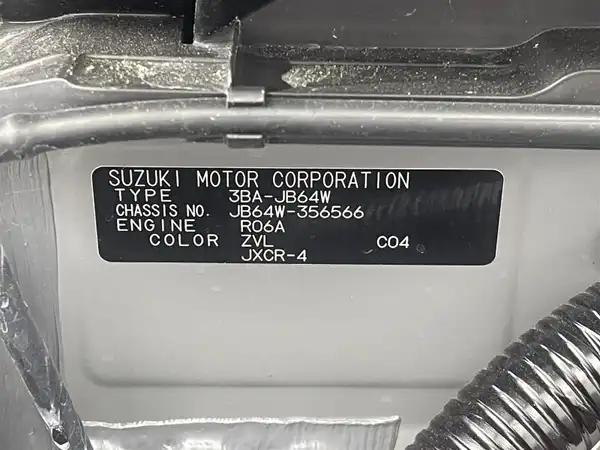 SUZUKI MOTOR CORPORATION
TYPE 3BA-JB64W
CHASSIS NO. JB64W-356566
ENGINE R06A
COLOR ZVL C04
JXCR-4